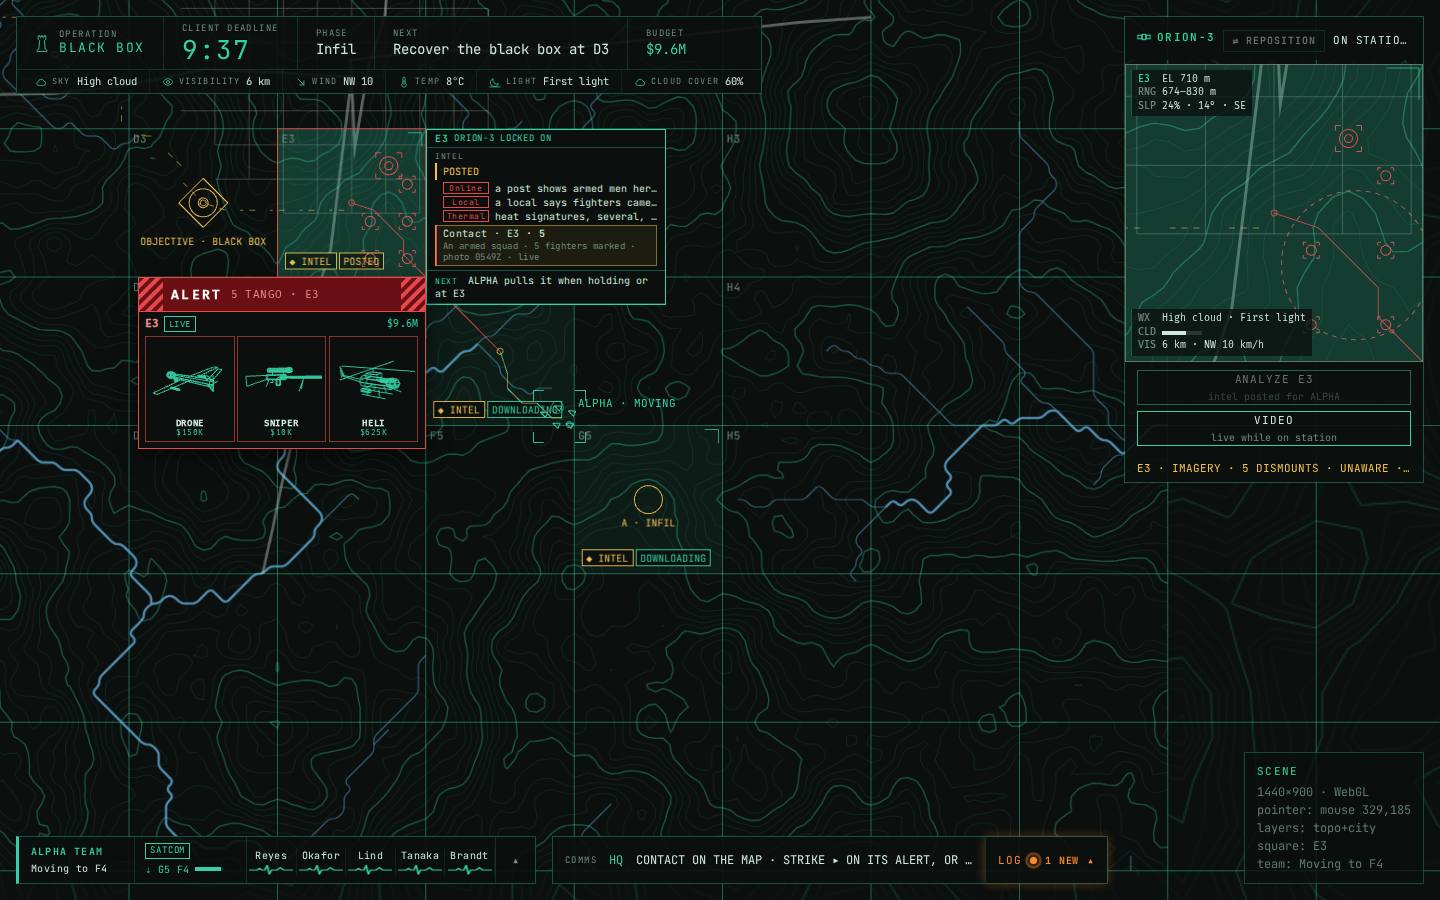 OPERATION
BLACK BOX
CLIENT DEADLINE
9:37
PHASE
Infil
NEXT
Recover the black box at D3
BUDGET
$9.6M
SKY High cloud
VISIBILITY 6 km
WIND NW 10
TEMP 8°C
LIGHT First light
CLOUD COVER 60%
ORION-3
⇄ REPOSITION
ON STATIO…
E3 EL 710 m
RNG 674–830 m
SLP 24% · 14° · SE
WX High cloud · First light
CLD
VIS 6 km · NW 10 km/h
ANALYZE E3
intel posted for ALPHA
VIDEO
live while on station
E3 · IMAGERY · 5 DISMOUNTS · UNAWARE ·…
D3
E3
H3
OBJECTIVE · BLACK BOX
◆ INTEL POSTED
E3 ORION-3 LOCKED ON
INTEL
POSTED
Online a post shows armed men her…
Local a local says fighters came…
Thermal heat signatures, several, …
Contact · E3 · 5
An armed squad · 5 fighters marked ·
photo 0549Z · live
NEXT ALPHA pulls it when holding or
at E3
H4
ALERT 5 TANGO · E3
E3 LIVE $9.6M
DRONE
$150K
SNIPER
$10K
HELI
$625K
◆ INTEL DOWNLOADING
ALPHA · MOVING
F5
G5
H5
A · INFIL
◆ INTEL DOWNLOADING
SCENE
1440×900 · WebGL
pointer: mouse 329,185
layers: topo+city
square: E3
team: Moving to F4
ALPHA TEAM
Moving to F4
SATCOM
↓ G5 F4
Reyes
Okafor
Lind
Tanaka
Brandt
COMMS HQ CONTACT ON THE MAP · STRIKE ▸ ON ITS ALERT, OR …
LOG 1 NEW ▴